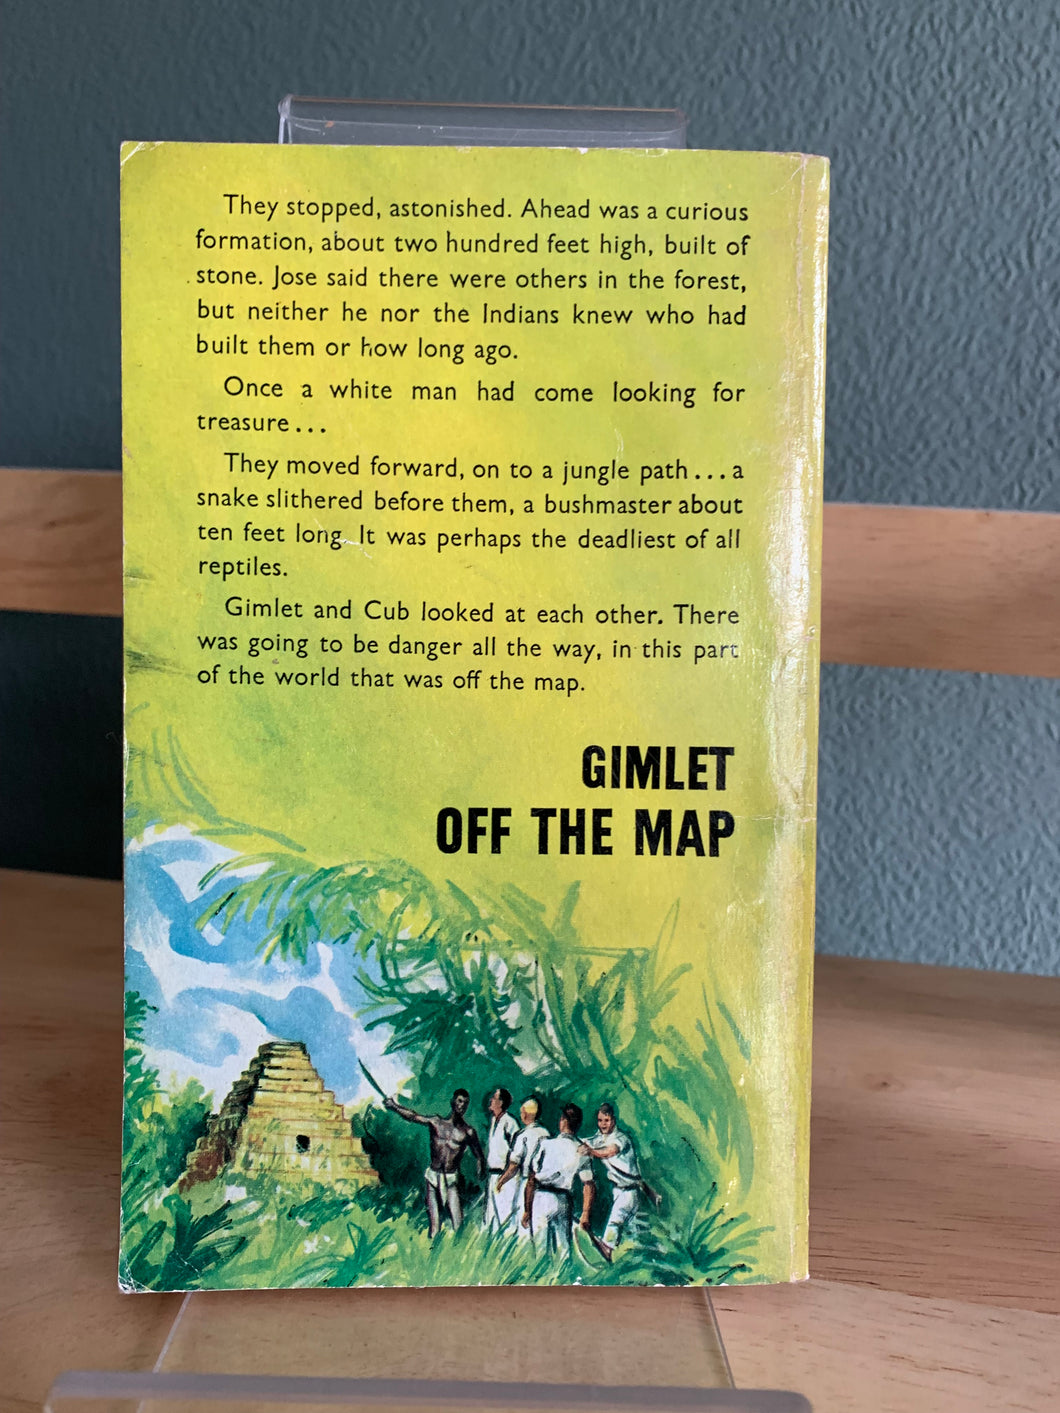 They stopped, astonished. Ahead was a curious
formation, about two hundred feet high, built of
stone. Jose said there were others in the forest,
but neither he nor the Indians knew who had
built them or how long ago.
Once a white man had come looking for
treasure...
They moved forward, on to a jungle path...a
snake slithered before them, a bushmaster about
ten feet long. It was perhaps the deadliest of all
reptiles.
Gimlet and Cub looked at each other. There
was going to be danger all the way, in this part
of the world that was off the map.
GIMLET
OFF THE MAP